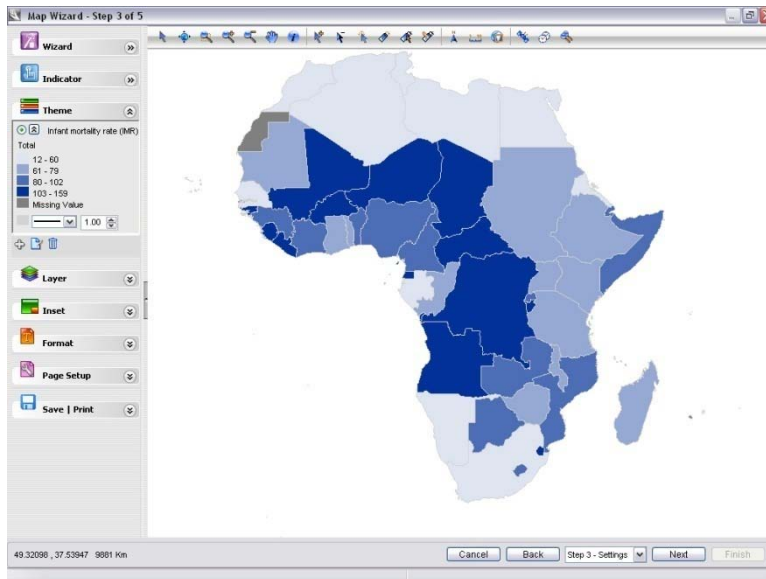 Map Wizard - Step 3 of 5
Wizard
Indicator
Theme
Infant mortality rate (IMR)
Total
12 - 60
61 - 79
80 - 102
103 - 159
Missing Value
1.00
Layer
Inset
Format
Page Setup
Save | Print
49.32098 , 37.53947 9881 Km
Cancel
Back
Step 3 - Settings
Next
Finish